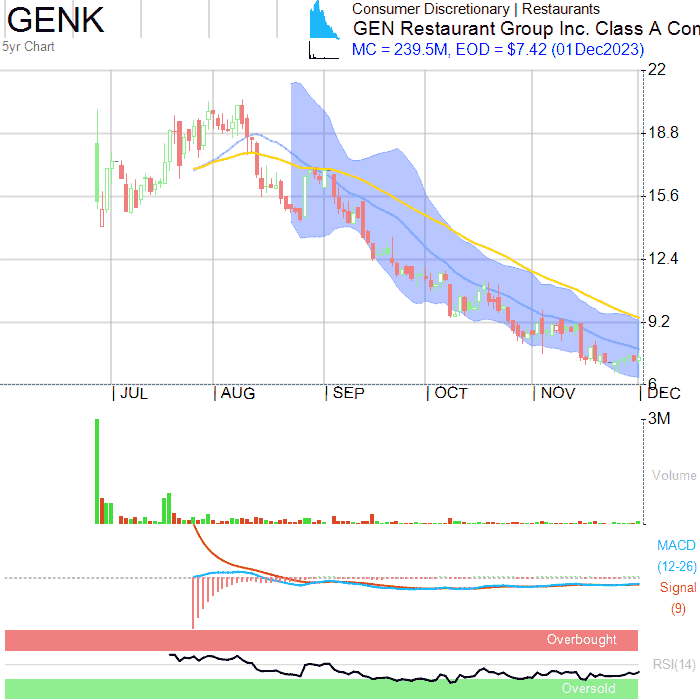 GENK
5yr Chart
Consumer Discretionary | Restaurants
GEN Restaurant Group Inc. Class A Con
MC = 239.5M, EOD = $7.42 (01Dec2023)
22
18.8
15.6
12.4
9.2
6
JUL AUG SEP OCT NOV DEC
3M
Volume
MACD
(12-26)
Signal
(9)
Overbought
RSI(14)
Oversold